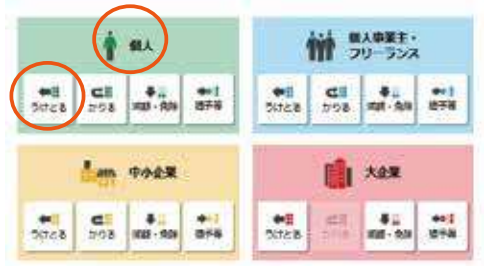 個人
うけとる
かりる
減額・免除
猶予等
個人事業主・
フリーランス
うけとる
かりる
減額・免除
猶予等
中小企業
うけとる
かりる
減額・免除
猶予等
大企業
うけとる
かりる
減額・免除
猶予等